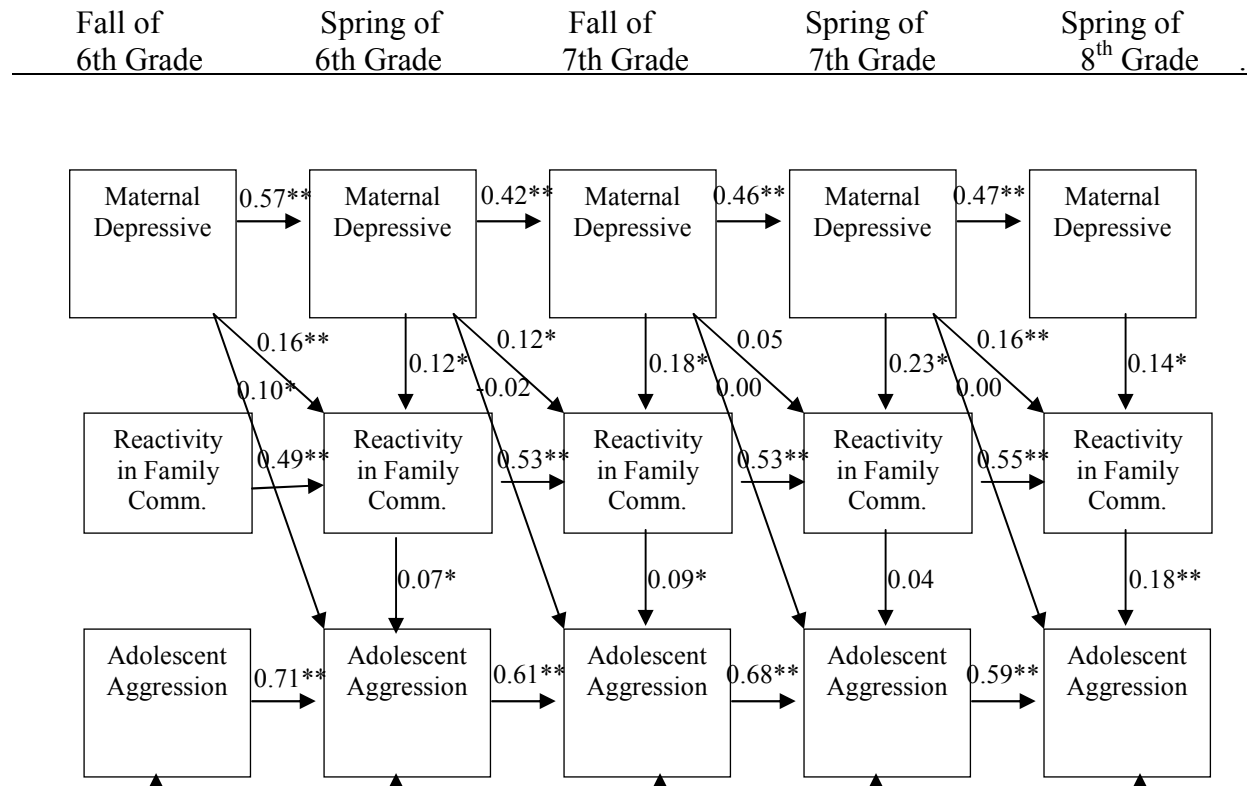 Fall of Spring of Fall of Spring of Spring of
6th Grade 6th Grade 7th Grade 7th Grade 8th Grade .
Maternal Maternal Maternal Maternal Maternal
0.57** 0.42** 0.46** 0.47**
Depressive Depressive Depressive Depressive Depressive
0.16** 0.12* 0.05 0.16**
0.12* 0.18* 0.23* 0.14*
0.10* -0.02 0.00 0.00
Reactivity Reactivity Reactivity Reactivity Reactivity
in Family in Family in Family in Family in Family
0.49** 0.53** 0.53** 0.55**
Comm. Comm. Comm. Comm. Comm.
0.07* 0.09* 0.04 0.18**
Adolescent Adolescent Adolescent Adolescent Adolescent
Aggression Aggression Aggression Aggression Aggression
0.71** 0.61** 0.68** 0.59**